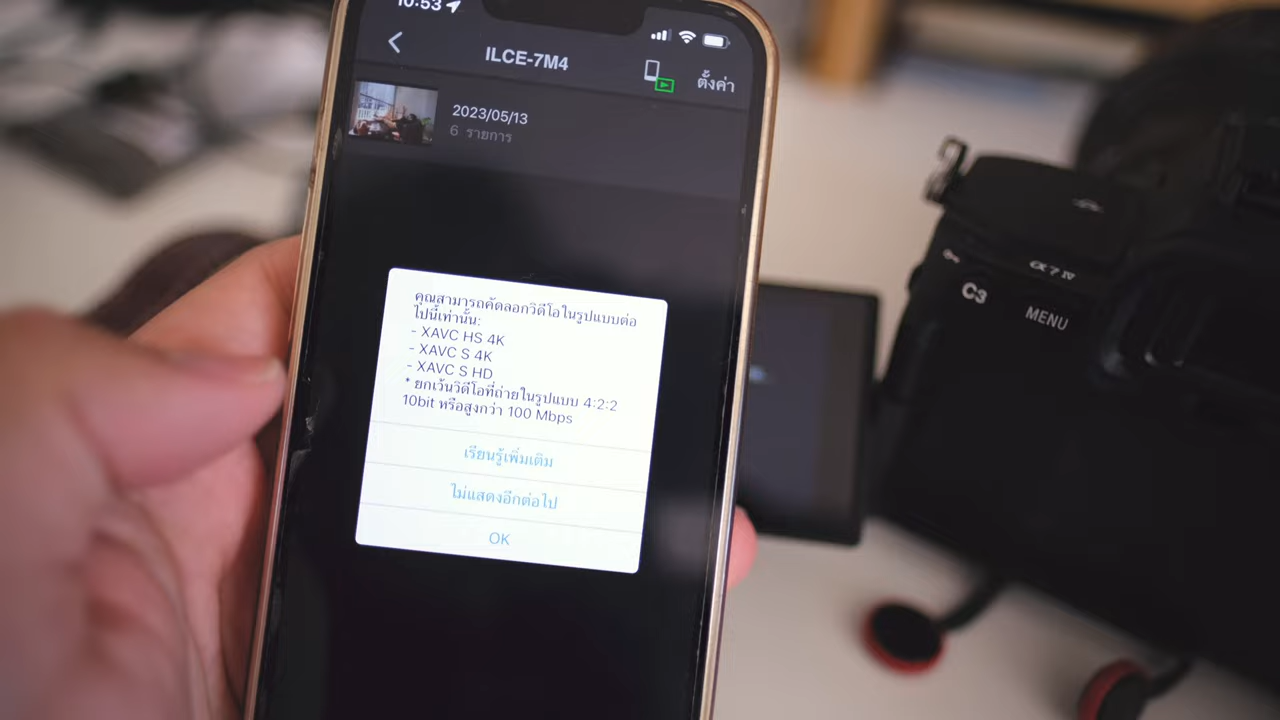 10:53
ILCE-7M4
ตั้งค่า
2023/05/13
6 รายการ
คุณสามารถคัดลอกวิดีโอในรูปแบบต่อ
ไปนี้เท่านั้น:
- XAVC HS 4K
- XAVC S 4K
- XAVC S HD
* ยกเว้นวิดีโอที่ถ่ายในรูปแบบ 4:2:2
10bit หรือสูงกว่า 100 Mbps
เรียนรู้เพิ่มเติม
ไม่แสดงอีกต่อไป
OK
α7 IV
C3
MENU